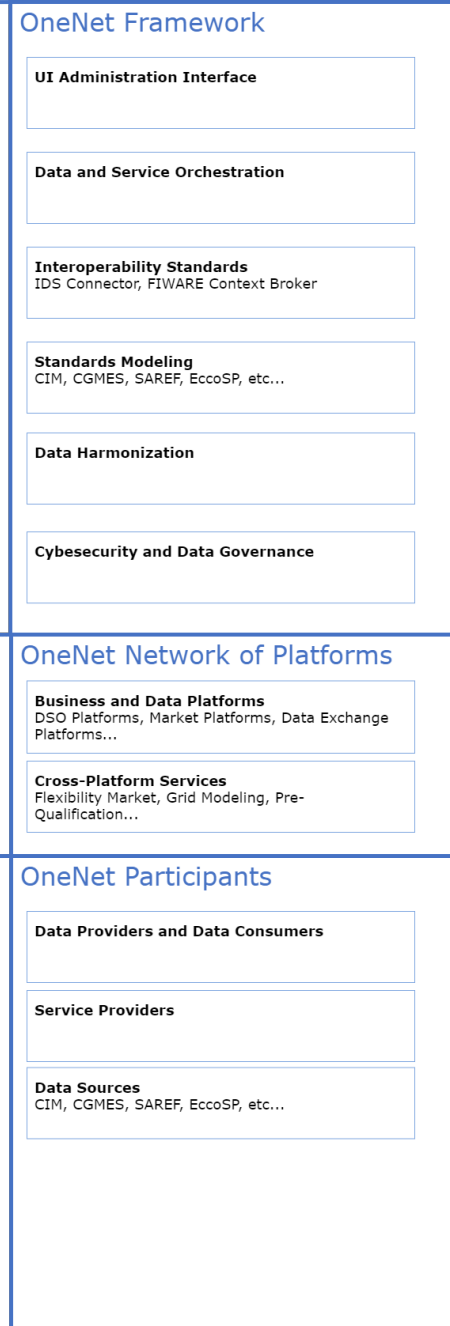 OneNet Framework
UI Administration Interface
Data and Service Orchestration
Interoperability Standards
IDS Connector, FIWARE Context Broker
Standards Modeling
CIM, CGMES, SAREF, EccoSP, etc...
Data Harmonization
Cybesecurity and Data Governance
OneNet Network of Platforms
Business and Data Platforms
DSO Platforms, Market Platforms, Data Exchange
Platforms...
Cross-Platform Services
Flexibility Market, Grid Modeling, Pre-
Qualification...
OneNet Participants
Data Providers and Data Consumers
Service Providers
Data Sources
CIM, CGMES, SAREF, EccoSP, etc...